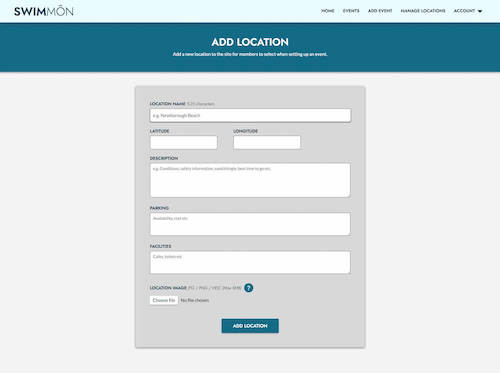 SWIMMÔN
HOME EVENTS ADD EVENT MANAGE LOCATIONS ACCOUNT
ADD LOCATION
Add a new location to the site for members to select when setting up an event.
LOCATION NAME 5-25 characters
e.g. Newborough Beach
LATITUDE LONGITUDE
DESCRIPTION
e.g. Conditions, safety information, sand/shingle, best time to go etc.
PARKING
Availability, cost etc
FACILITIES
Cafes, toilets etc
LOCATION IMAGE JPG / PNG / HEIC (Max 8MB) ?
Choose file No file chosen
ADD LOCATION